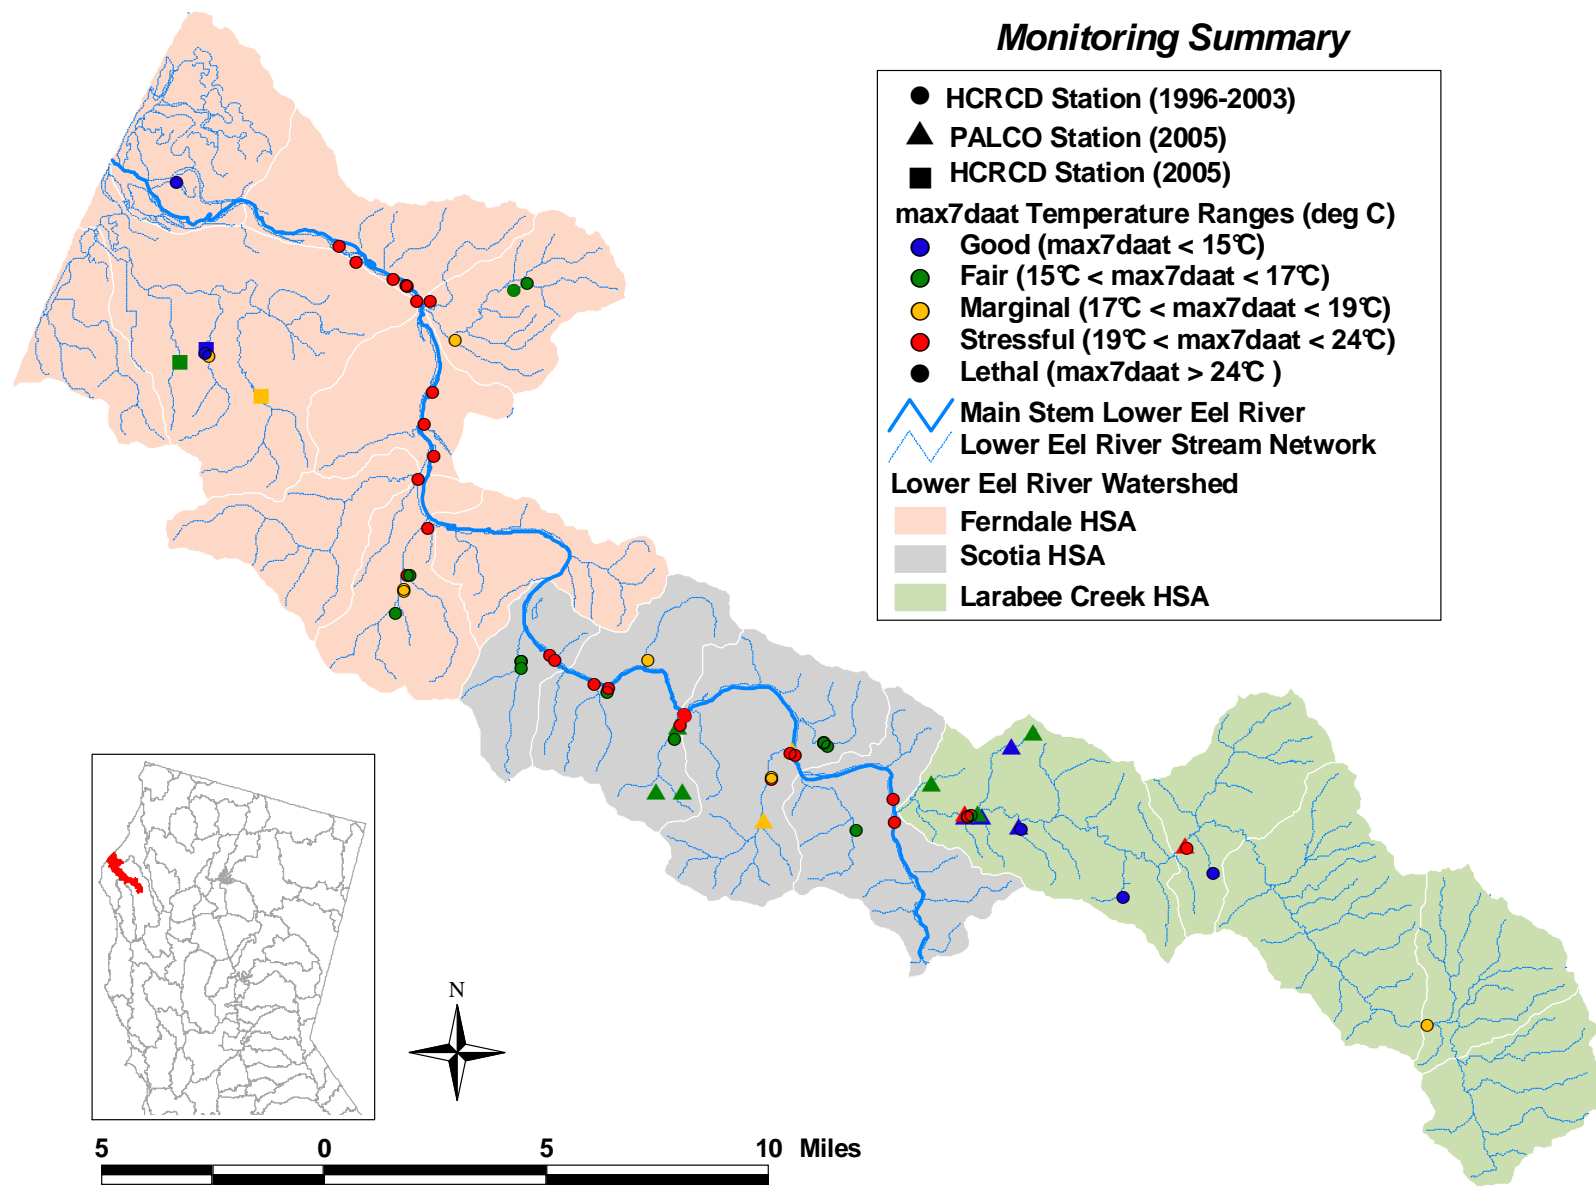 Monitoring Summary
HCRCD Station (1996-2003)
PALCO Station (2005)
HCRCD Station (2005)
max7daat Temperature Ranges (deg C)
Good (max7daat < 15°C)
Fair (15°C < max7daat < 17°C)
Marginal (17°C < max7daat < 19°C)
Stressful (19°C < max7daat < 24°C)
Lethal (max7daat > 24°C )
Main Stem Lower Eel River
Lower Eel River Stream Network
Lower Eel River Watershed
Ferndale HSA
Scotia HSA
Larabee Creek HSA
N
5 0 5 10 Miles